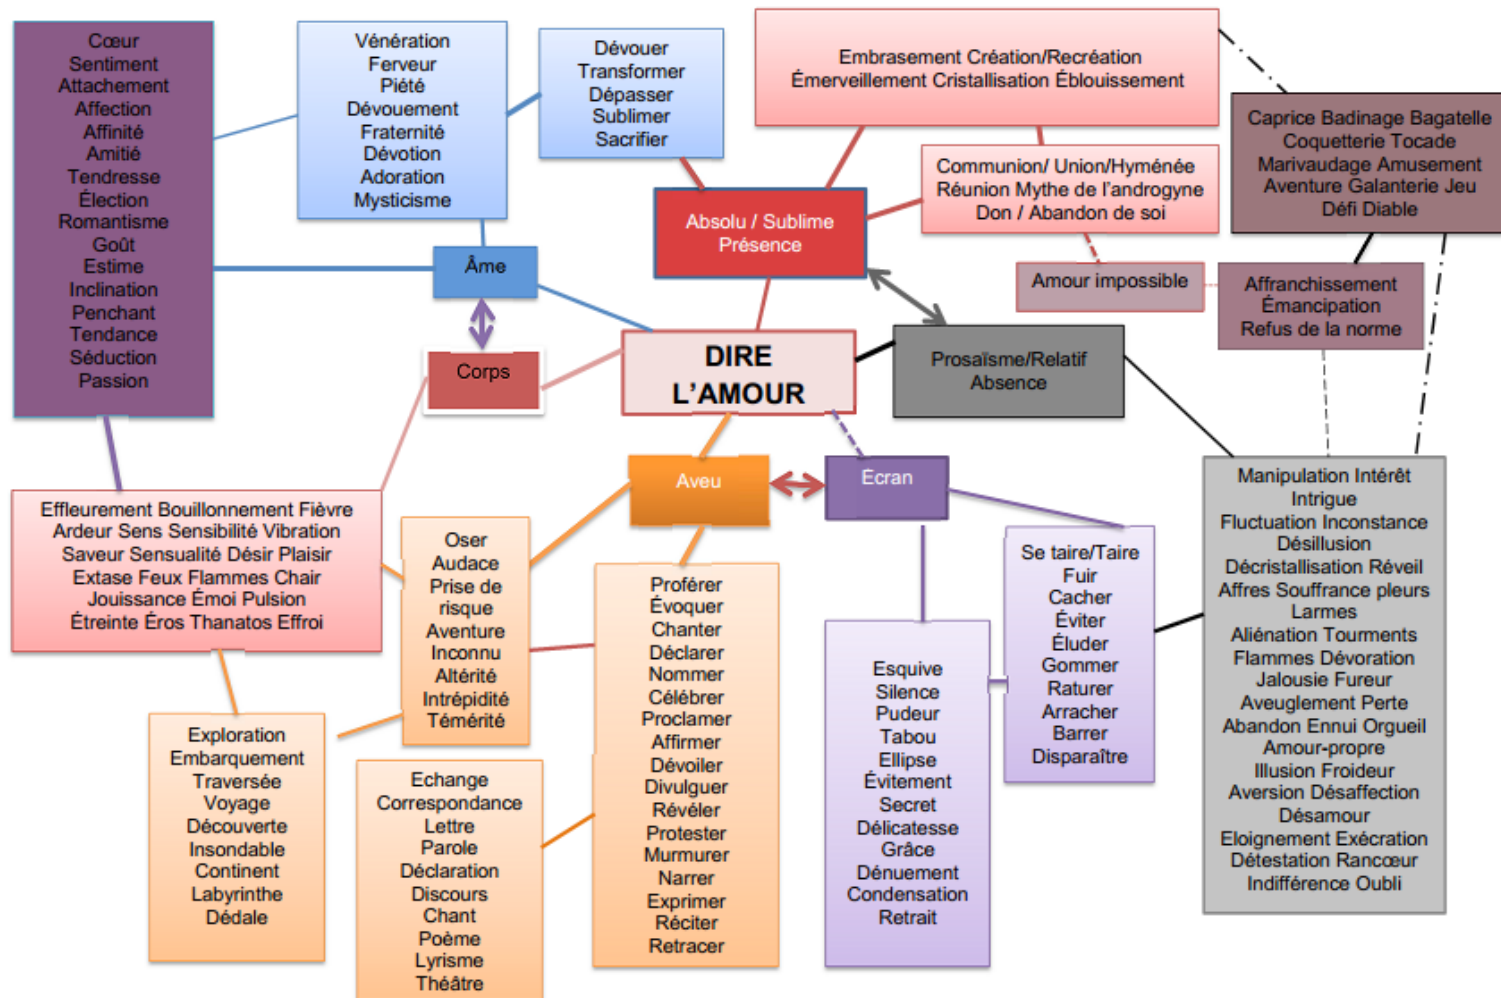 Cœur
Sentiment
Attachement
Affection
Affinité
Amitié
Tendresse
Élection
Romantisme
Goût
Estime
Inclination
Penchant
Tendance
Séduction
Passion
Vénération
Ferveur
Piété
Dévouement
Fraternité
Dévotion
Adoration
Mysticisme
Dévouer
Transformer
Dépasser
Sublimer
Sacrifier
Embrasement Création/Recréation
Émerveillement Cristallisation Éblouissement
Caprice Badinage Bagatelle
Coquetterie Tocade
Marivaudage Amusement
Aventure Galanterie Jeu
Défi Diable
Communion/ Union/Hyménée
Réunion Mythe de l'androgyne
Don / Abandon de soi
Absolu / Sublime
Présence
Âme
Amour impossible
Affranchissement
Émancipation
Refus de la norme
Corps
DIRE
L'AMOUR
Prosaïsme/Relatif
Absence
Aveu
Écran
Effleurement Bouillonnement Fièvre
Ardeur Sens Sensibilité Vibration
Saveur Sensualité Désir Plaisir
Extase Feux Flammes Chair
Jouissance Émoi Pulsion
Étreinte Éros Thanatos Effroi
Oser
Audace
Prise de
risque
Aventure
Inconnu
Altérité
Intrépidité
Témérité
Proférer
Évoquer
Chanter
Déclarer
Nommer
Célébrer
Proclamer
Affirmer
Dévoiler
Divulguer
Révéler
Protester
Murmurer
Narrer
Exprimer
Réciter
Retracer
Se taire/Taire
Fuir
Cacher
Éviter
Éluder
Gommer
Raturer
Arracher
Barrer
Disparaître
Manipulation Intérêt
Intrigue
Fluctuation Inconstance
Désillusion
Décristallisation Réveil
Affres Souffrance pleurs
Larmes
Aliénation Tourments
Flammes Dévoration
Jalousie Fureur
Aveuglement Perte
Abandon Ennui Orgueil
Amour-propre
Illusion Froideur
Aversion Désaffection
Désamour
Eloignement Exécration
Détestation Rancœur
Indifférence Oubli
Esquive
Silence
Pudeur
Tabou
Ellipse
Évitement
Secret
Délicatesse
Grâce
Dénuement
Condensation
Retrait
Exploration
Embarquement
Traversée
Voyage
Découverte
Insondable
Continent
Labyrinthe
Dédale
Echange
Correspondance
Lettre
Parole
Déclaration
Discours
Chant
Poème
Lyrisme
Théâtre